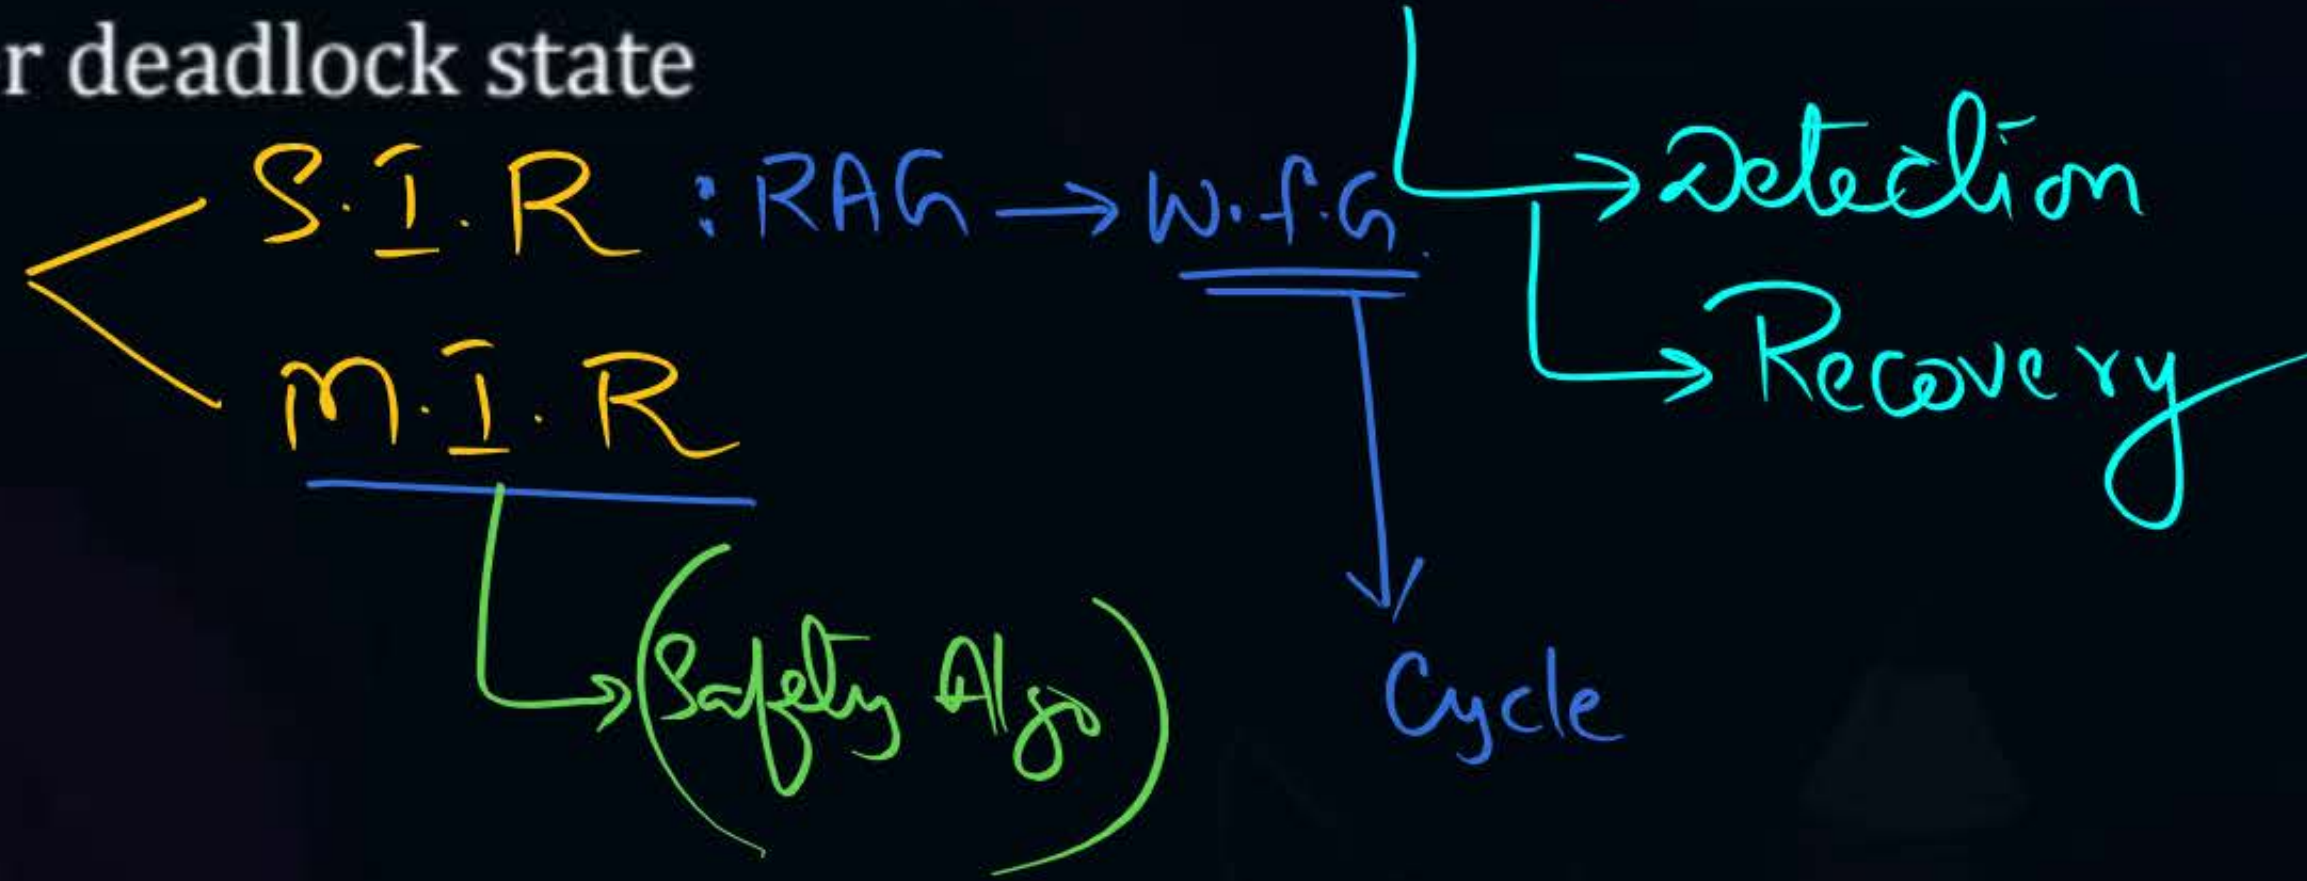 r deadlock state
S.I.R : RAG → W.f.G.
→ Detection
→ Recovery
M.I.R
→ (Safety Algo)
Cycle